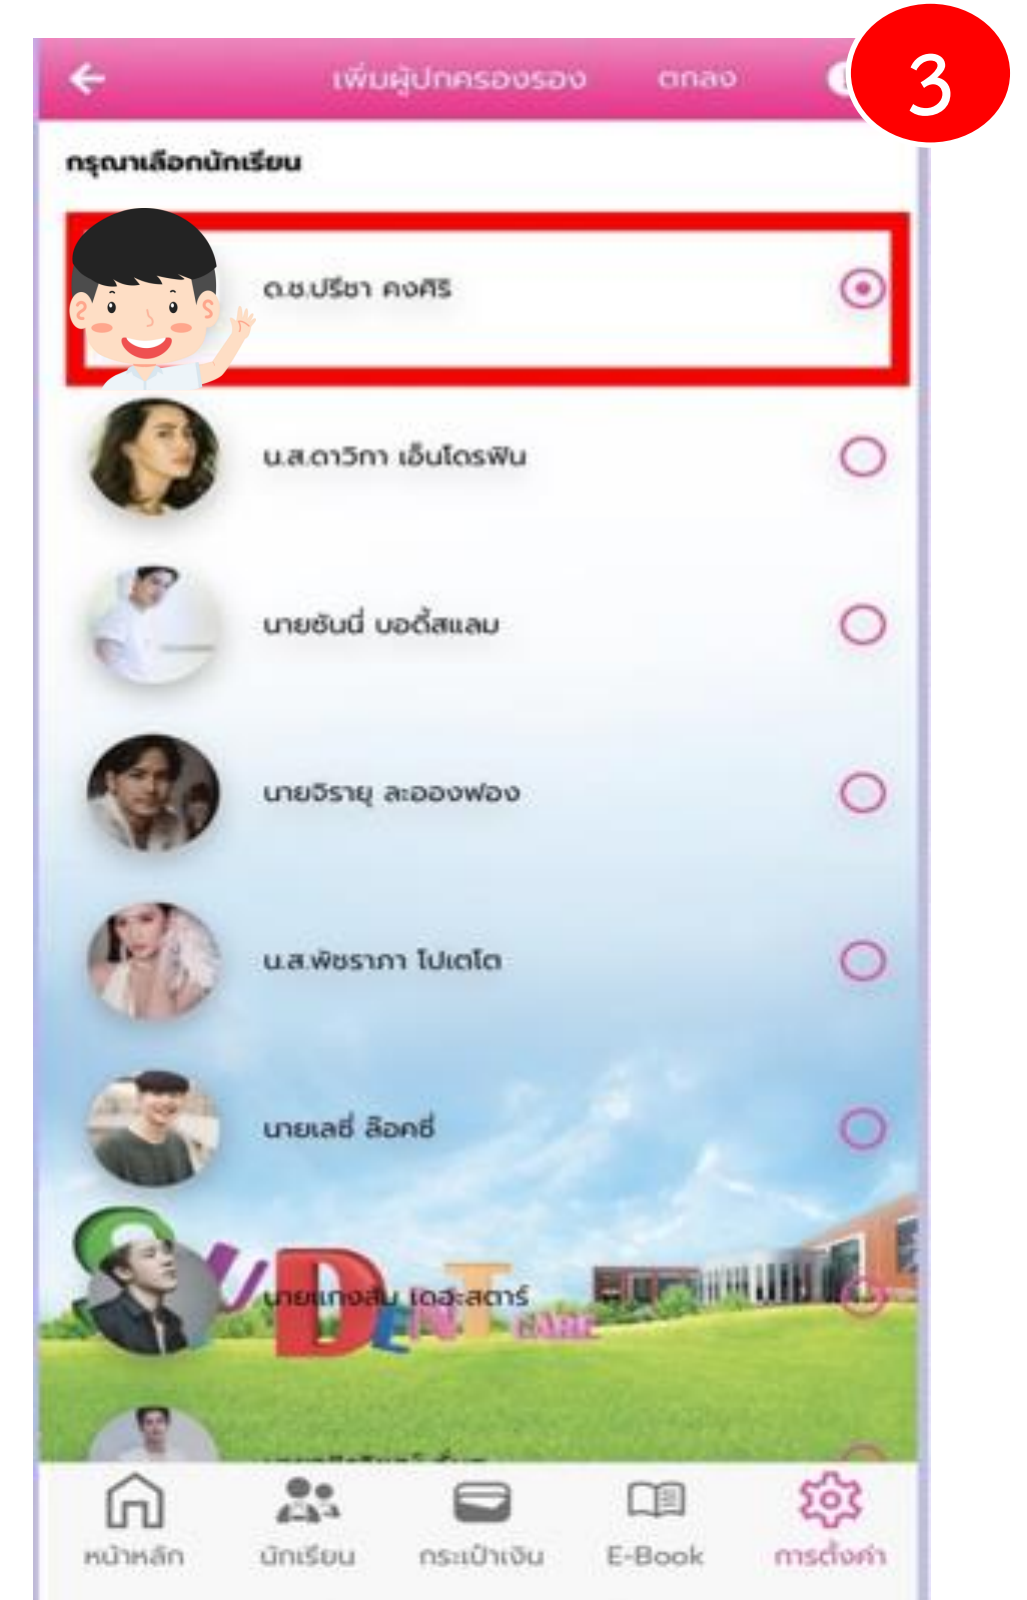 3
เพิ่มผู้ปกครองรอง ตกลง
กรุณาเลือกนักเรียน
ด.ช.ปรีชา คงศิริ
น.ส.ดาวิกา เอ็นโดรฟิน
นายซันนี่ บอดี้สแลม
นายจิรายุ ละอองฟอง
น.ส.พัชราภา โปเตโต
นายเลซี่ ล๊อคซี่
นายแทงสัม เดอะสตาร์
CARE
หน้าหลัก นักเรียน กระเป๋าเงิน E-Book การตั้งค่า